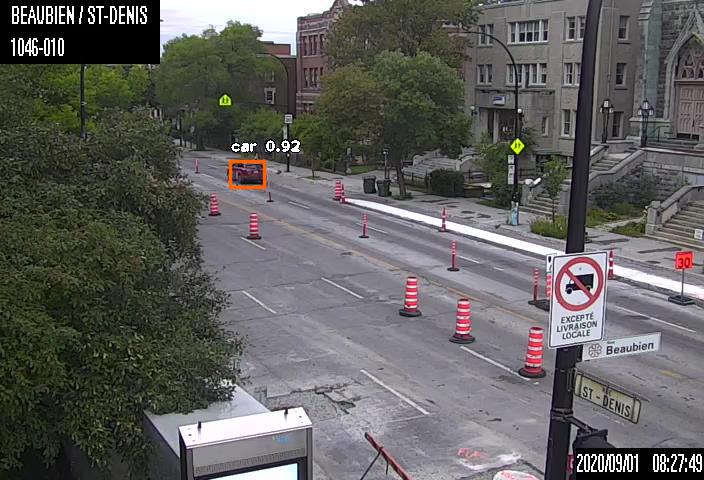 BEAUBIEN / ST-DENIS
1046-010
car 0.92
30
EXCEPTÉ
LIVRAISON
LOCALE
Rue
Beaubien
ST-DENIS
2020/09/01 08:27:49